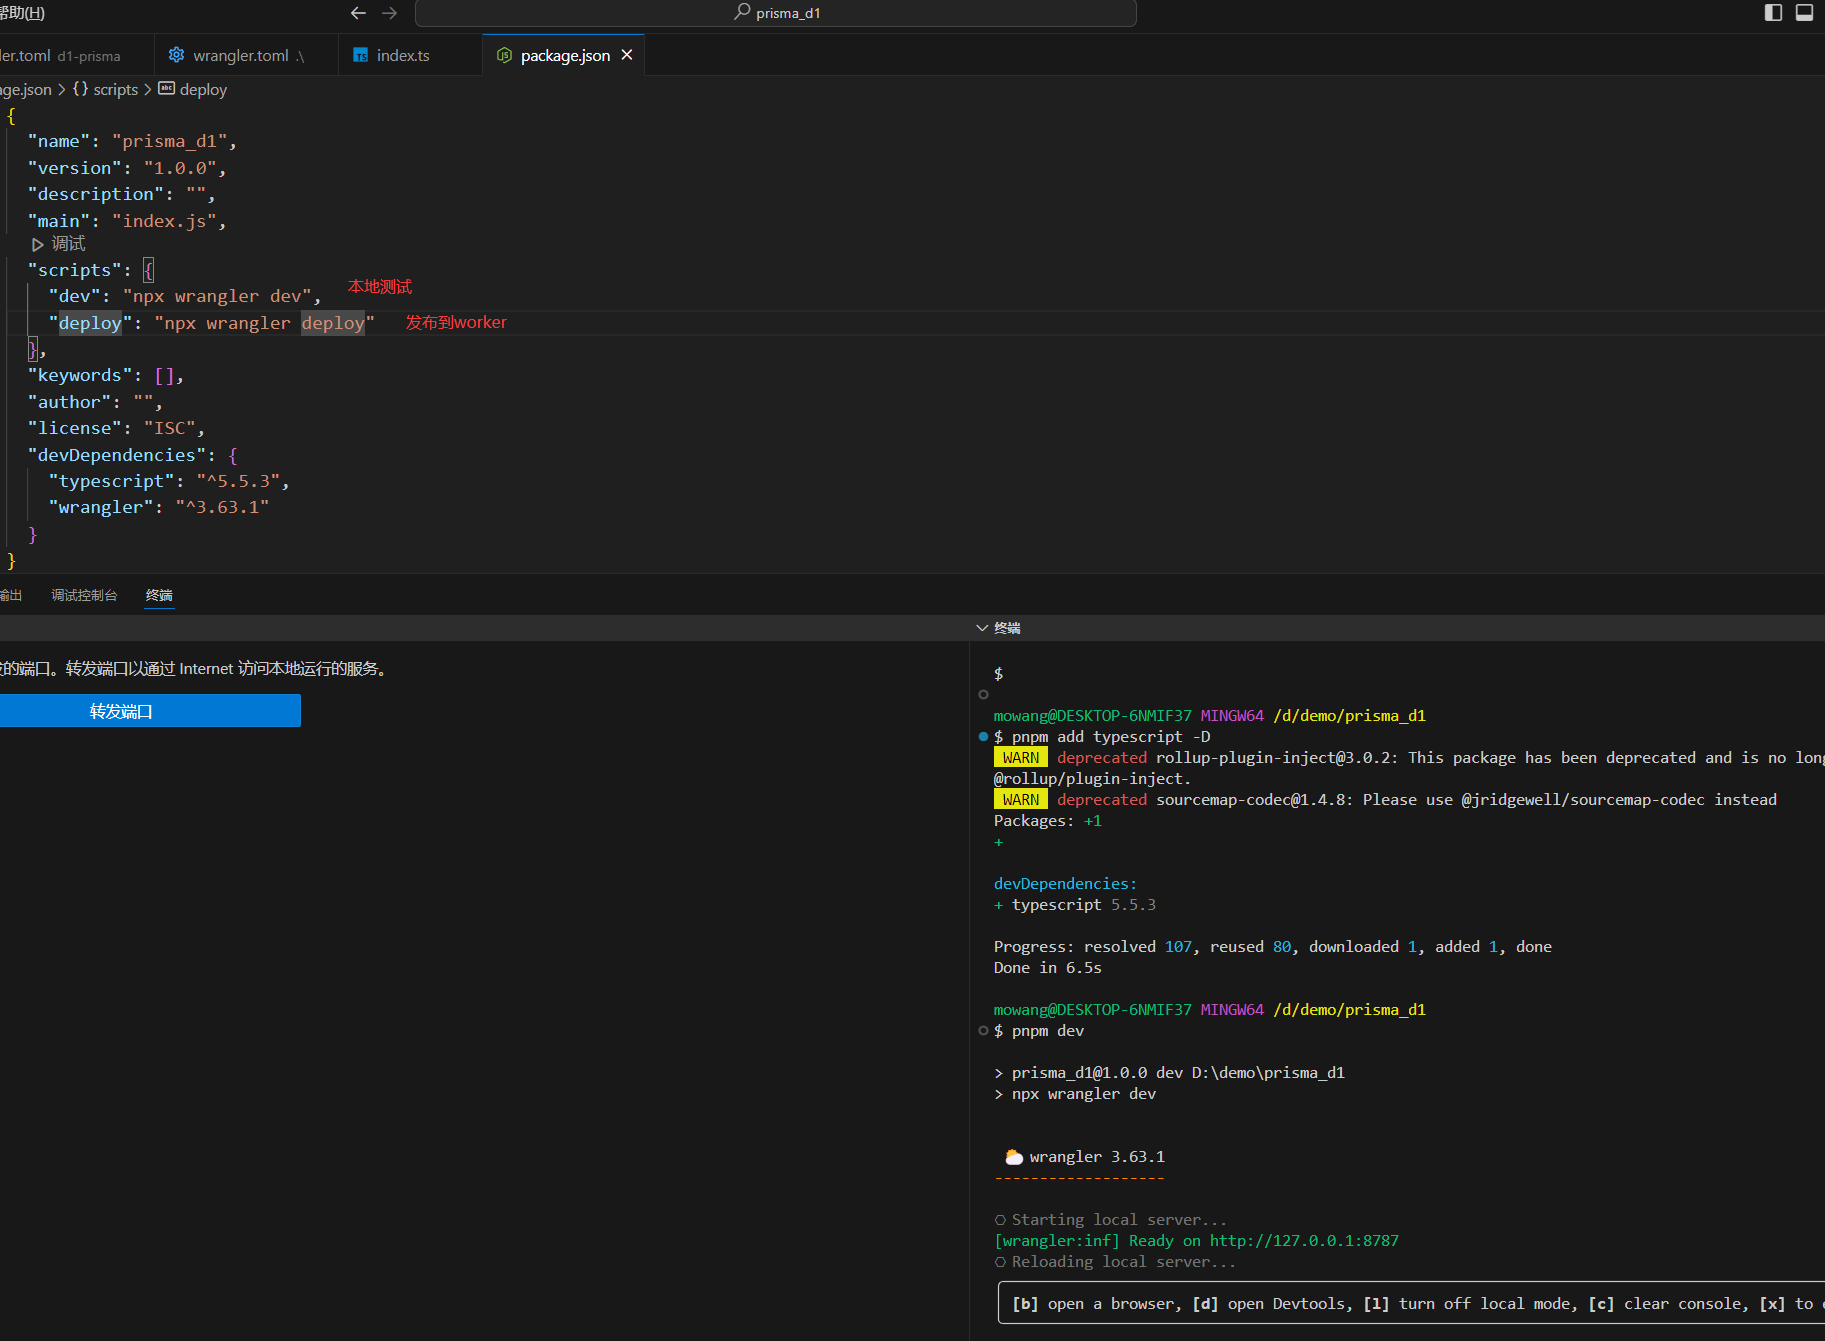 帮助(H)
prisma_d1
ler.toml d1-prisma
wrangler.toml .\
index.ts
package.json
age.json > {} scripts > deploy
{
"name": "prisma_d1",
"version": "1.0.0",
"description": "",
"main": "index.js",
调试
"scripts": {
"dev": "npx wrangler dev", 本地测试
"deploy": "npx wrangler deploy" 发布到worker
},
"keywords": [],
"author": "",
"license": "ISC",
"devDependencies": {
"typescript": "^5.5.3",
"wrangler": "^3.63.1"
}
}
输出 调试控制台 终端
的端口。转发端口以通过 Internet 访问本地运行的服务。
转发端口
终端
$
mowang@DESKTOP-6NMIF37 MINGW64 /d/demo/prisma_d1
$ pnpm add typescript -D
WARN deprecated rollup-plugin-inject@3.0.2: This package has been deprecated and is no lon
@rollup/plugin-inject.
WARN deprecated sourcemap-codec@1.4.8: Please use @jridgewell/sourcemap-codec instead
Packages: +1
+
devDependencies:
+ typescript 5.5.3
Progress: resolved 107, reused 80, downloaded 1, added 1, done
Done in 6.5s
mowang@DESKTOP-6NMIF37 MINGW64 /d/demo/prisma_d1
$ pnpm dev
> prisma_d1@1.0.0 dev D:\demo\prisma_d1
> npx wrangler dev
wrangler 3.63.1
-------------------
Starting local server...
[wrangler:inf] Ready on http://127.0.0.1:8787
Reloading local server...
[b] open a browser, [d] open Devtools, [l] turn off local mode, [c] clear console, [x] to